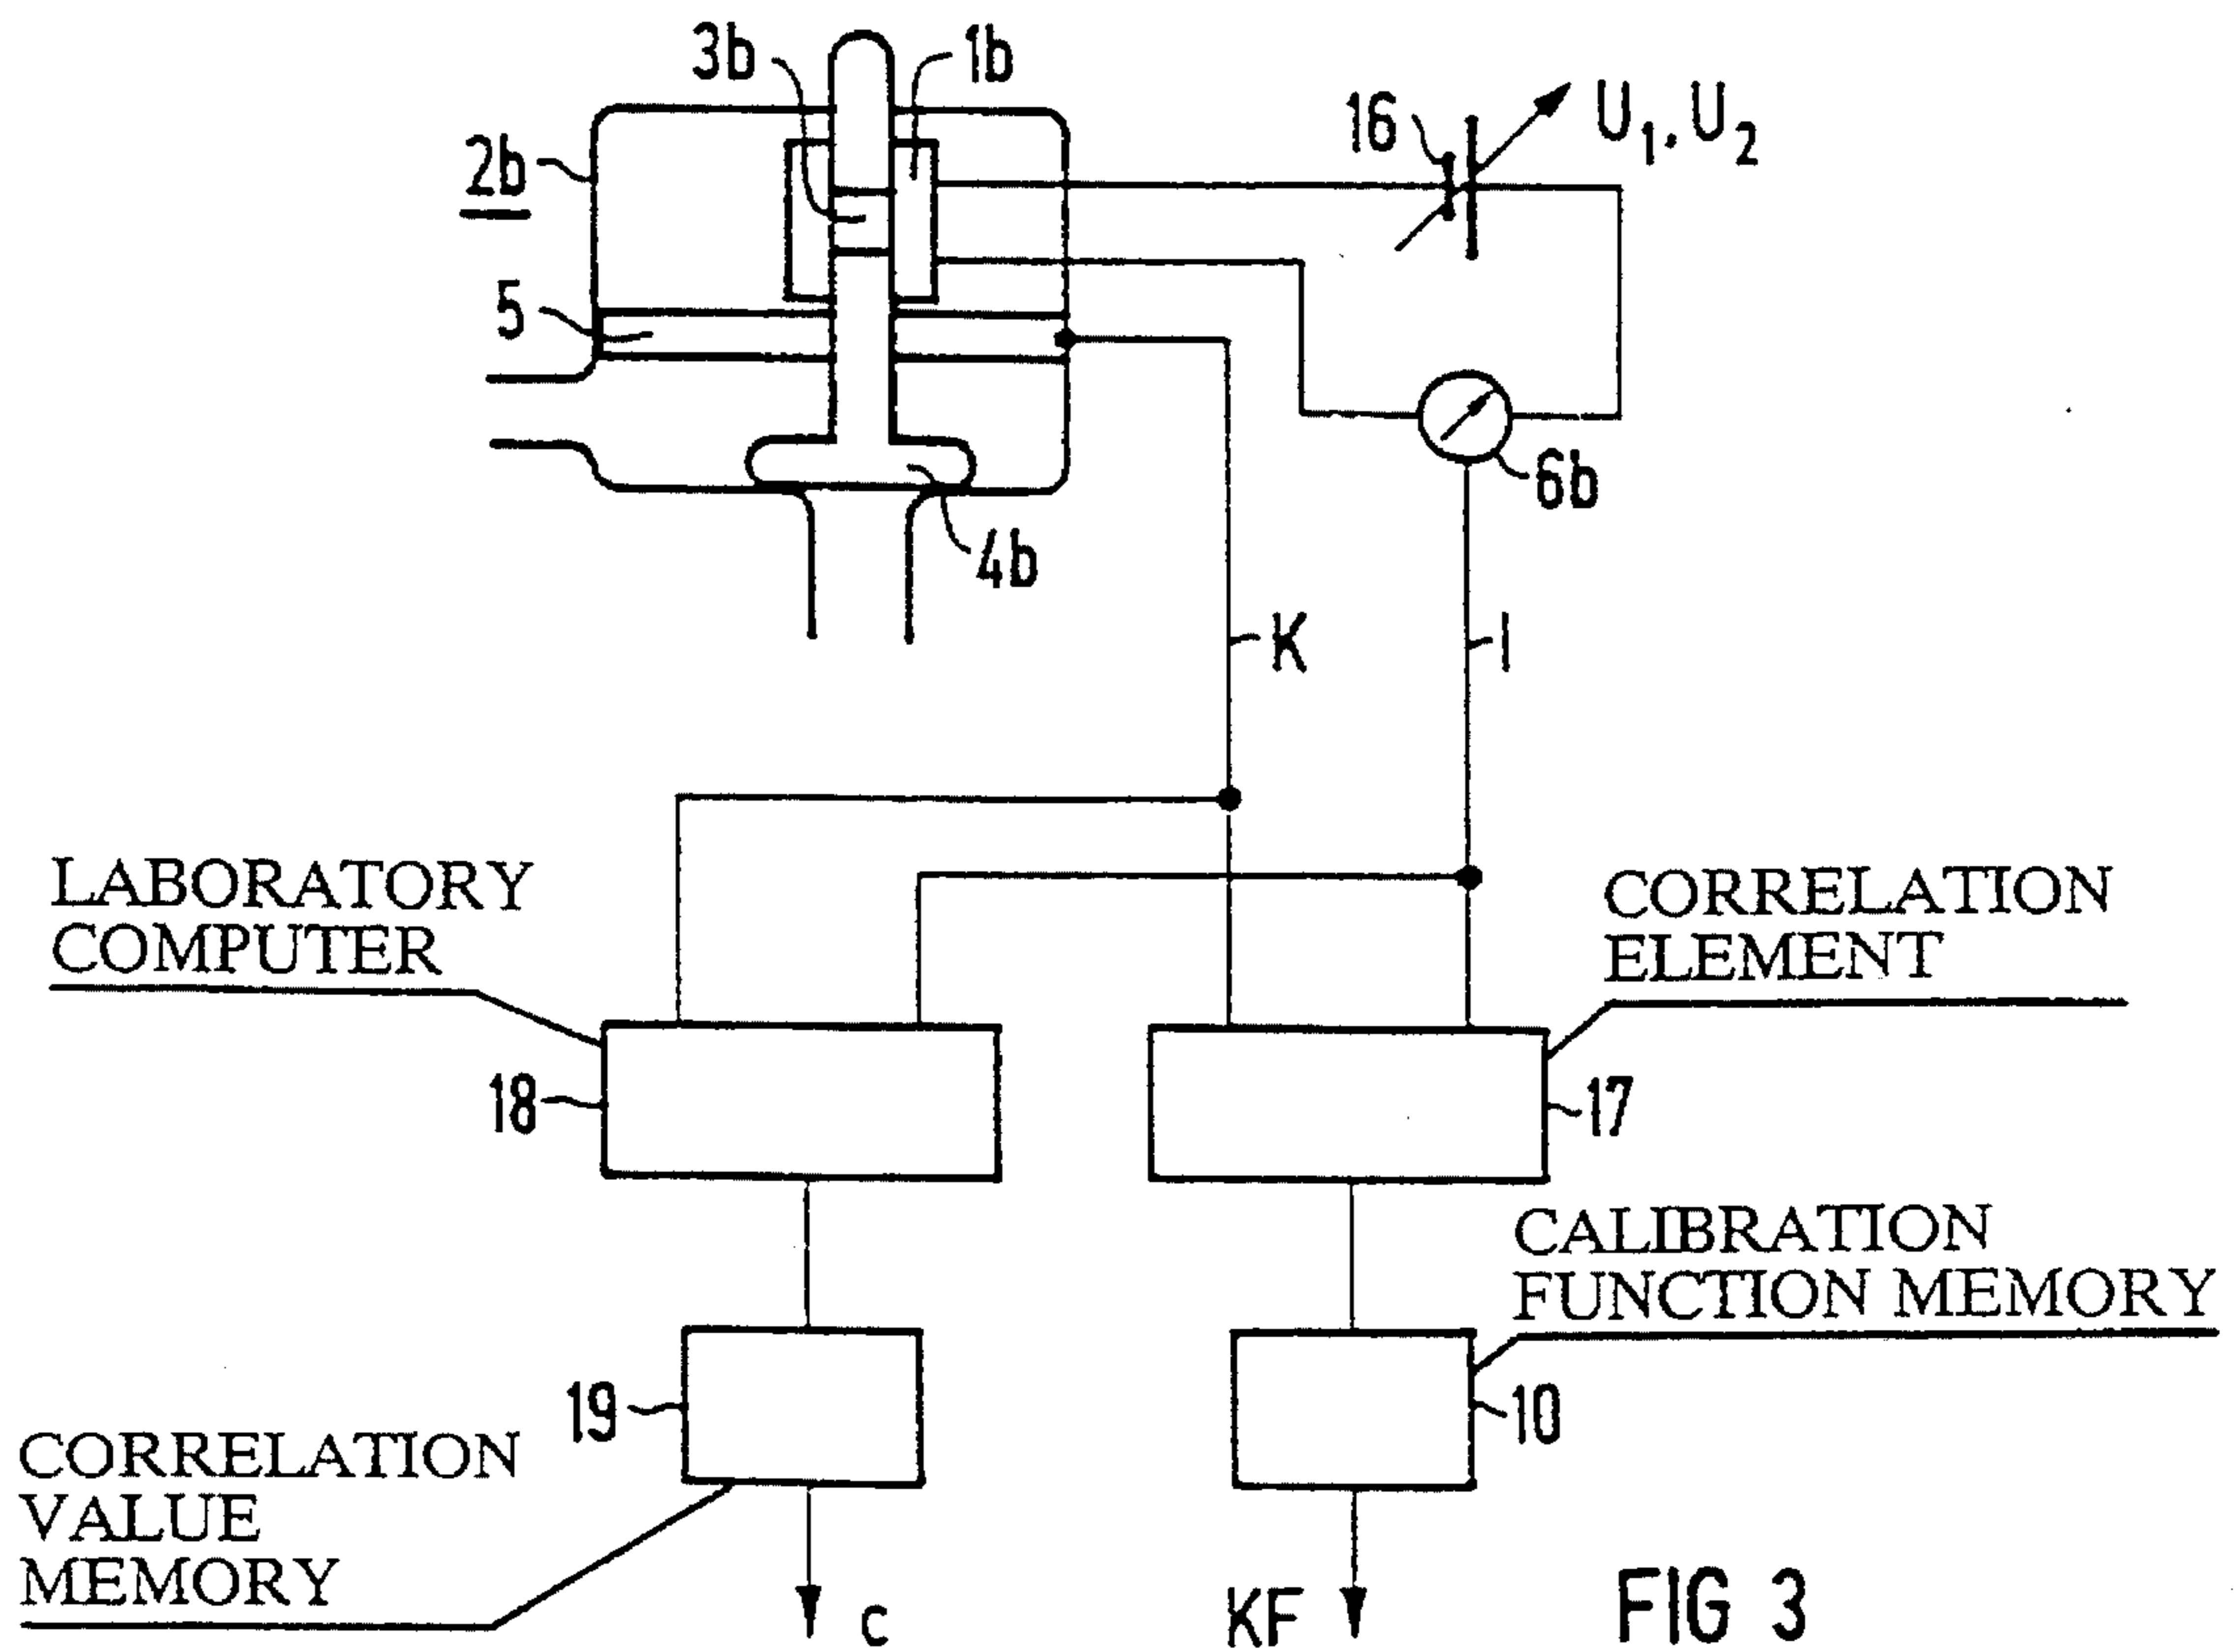 3b
1b
16
U1, U2
2b
5
6b
4b
K
I
LABORATORY
COMPUTER
CORRELATION
ELEMENT
18
17
CALIBRATION
FUNCTION MEMORY
19
10
CORRELATION
VALUE
MEMORY
c
KF
FIG 3